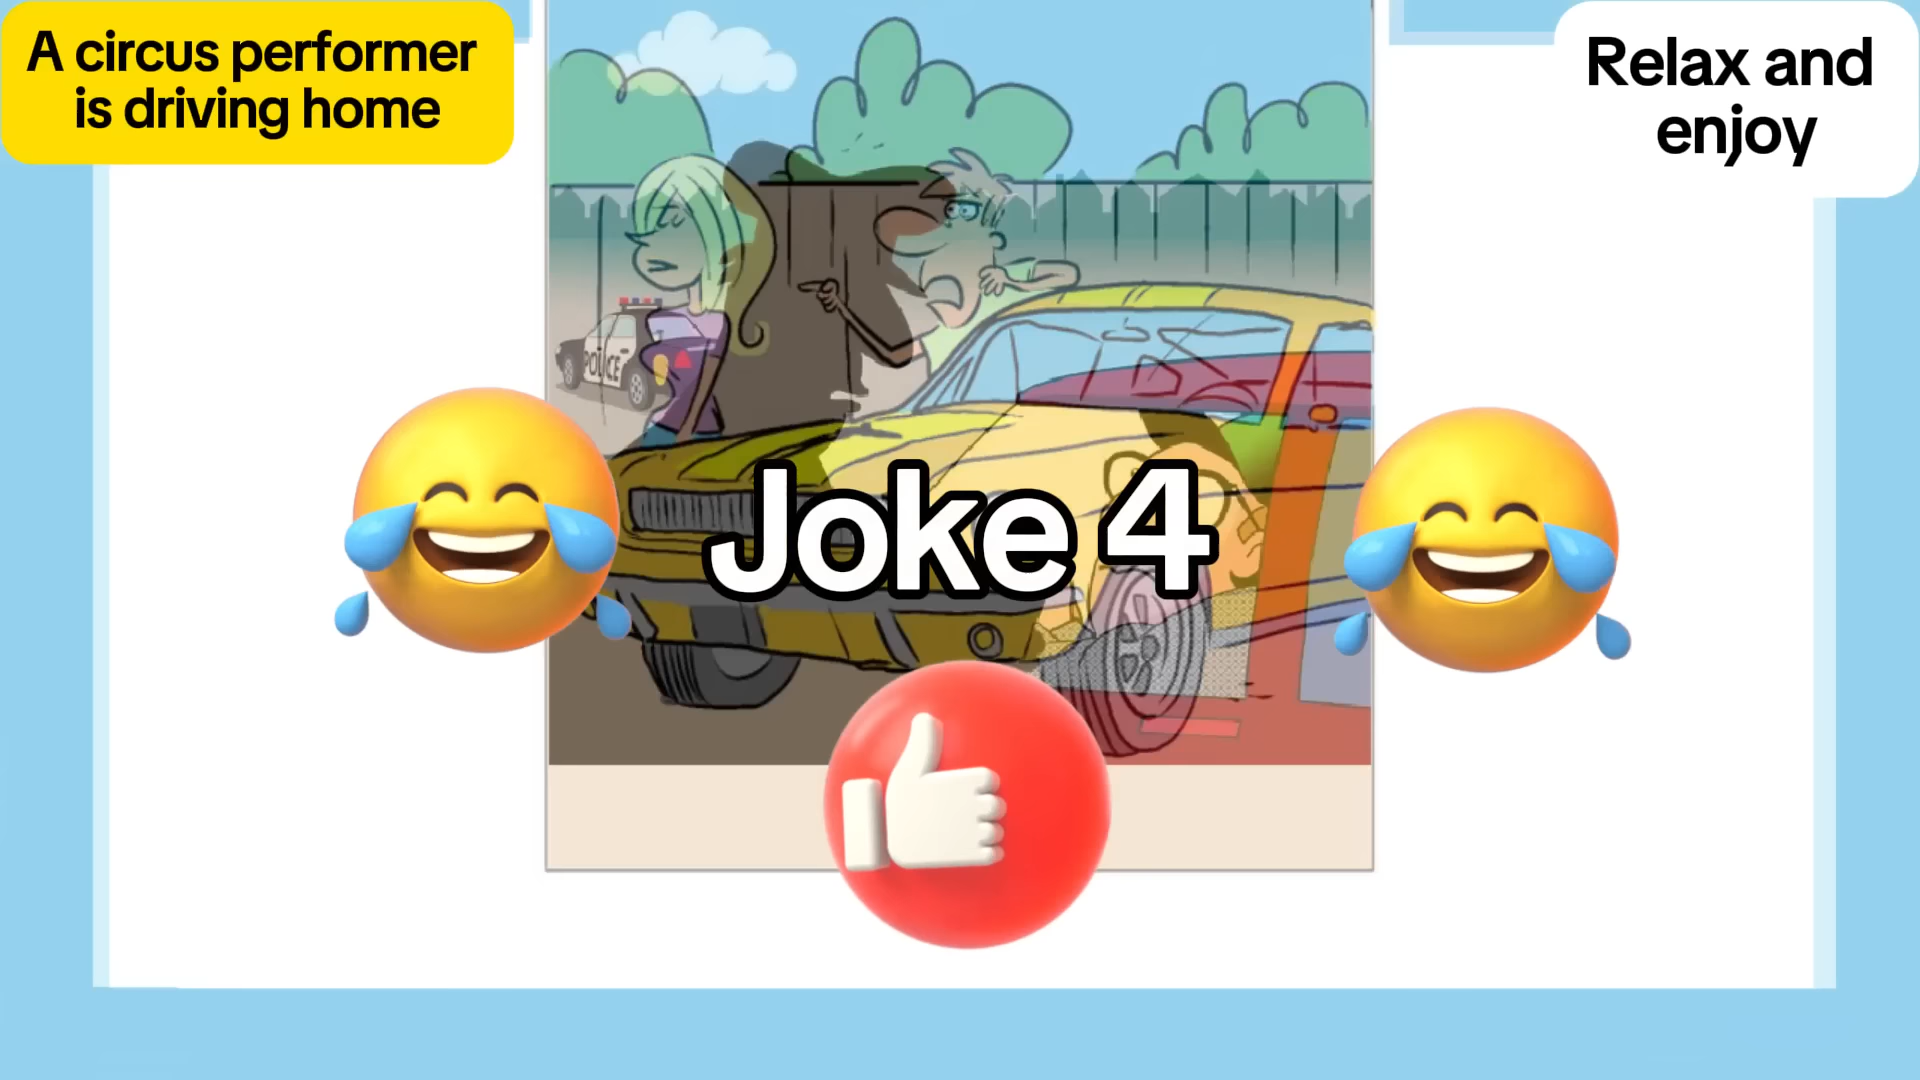 A circus performer
is driving home
Relax and
enjoy
POLICE
Joke 4